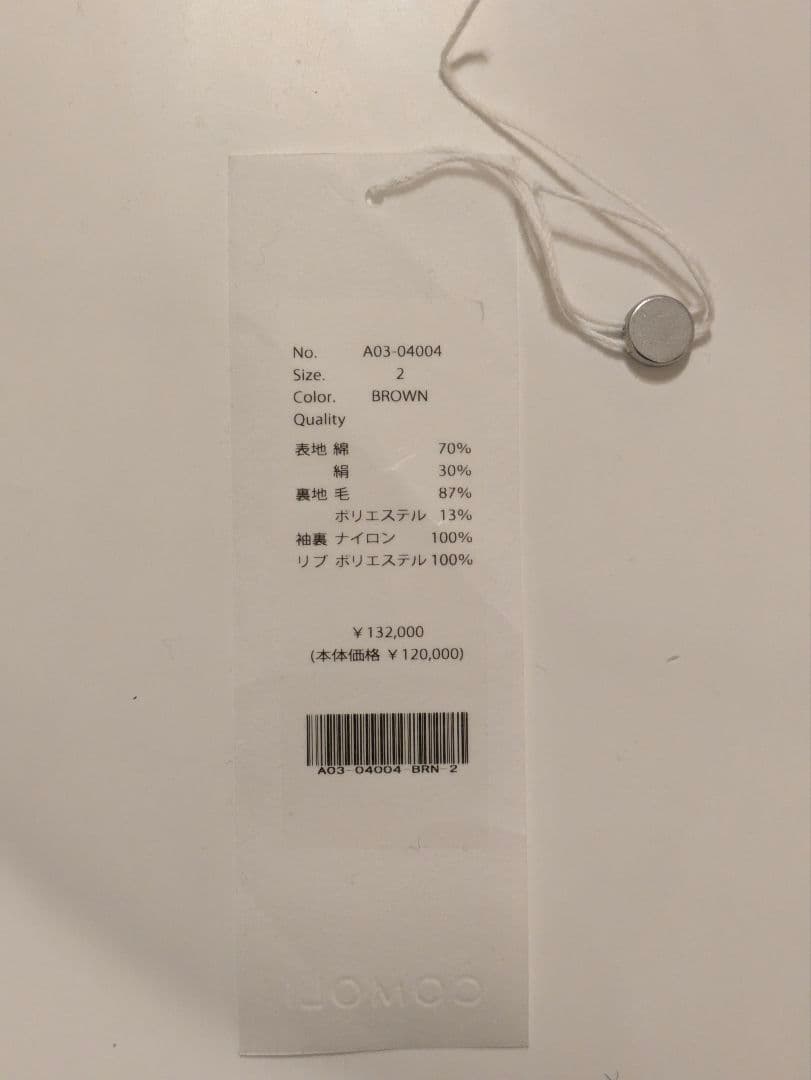 No. A03-04004
Size. 2
Color. BROWN
Quality
表地 綿 70%
絹 30%
裏地 毛 87%
ポリエステル 13%
袖裏 ナイロン 100%
リブ ポリエステル 100%
¥132,000
(本体価格 ¥120,000)
A03-04004-BRN-2
COMOLI